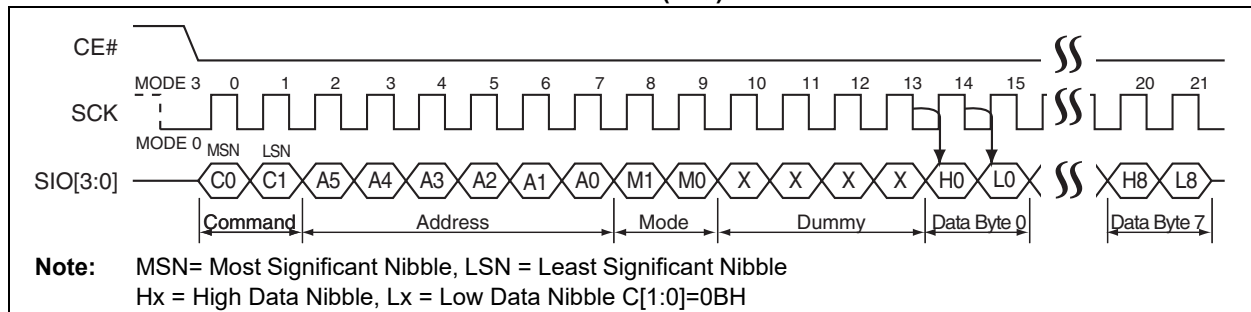 CE#
MODE 3 0 1 2 3 4 5 6 7 8 9 10 11 12 13 14 15 20 21
SCK
MODE 0
MSN LSN
SIO[3:0] C0 C1 A5 A4 A3 A2 A1 A0 M1 M0 X X X X H0 L0 H8 L8
Command Address Mode Dummy Data Byte 0 Data Byte 7
Note: MSN= Most Significant Nibble, LSN = Least Significant Nibble
Hx = High Data Nibble, Lx = Low Data Nibble C[1:0]=0BH